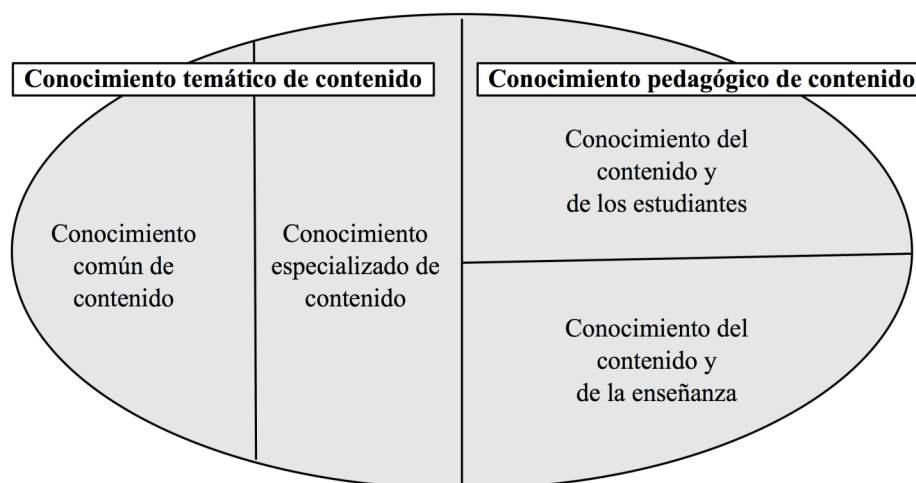 Conocimiento temático de contenido
Conocimiento pedagógico de contenido
Conocimiento
común de
contenido
Conocimiento
especializado de
contenido
Conocimiento del
contenido y
de los estudiantes
Conocimiento del
contenido y
de la enseñanza